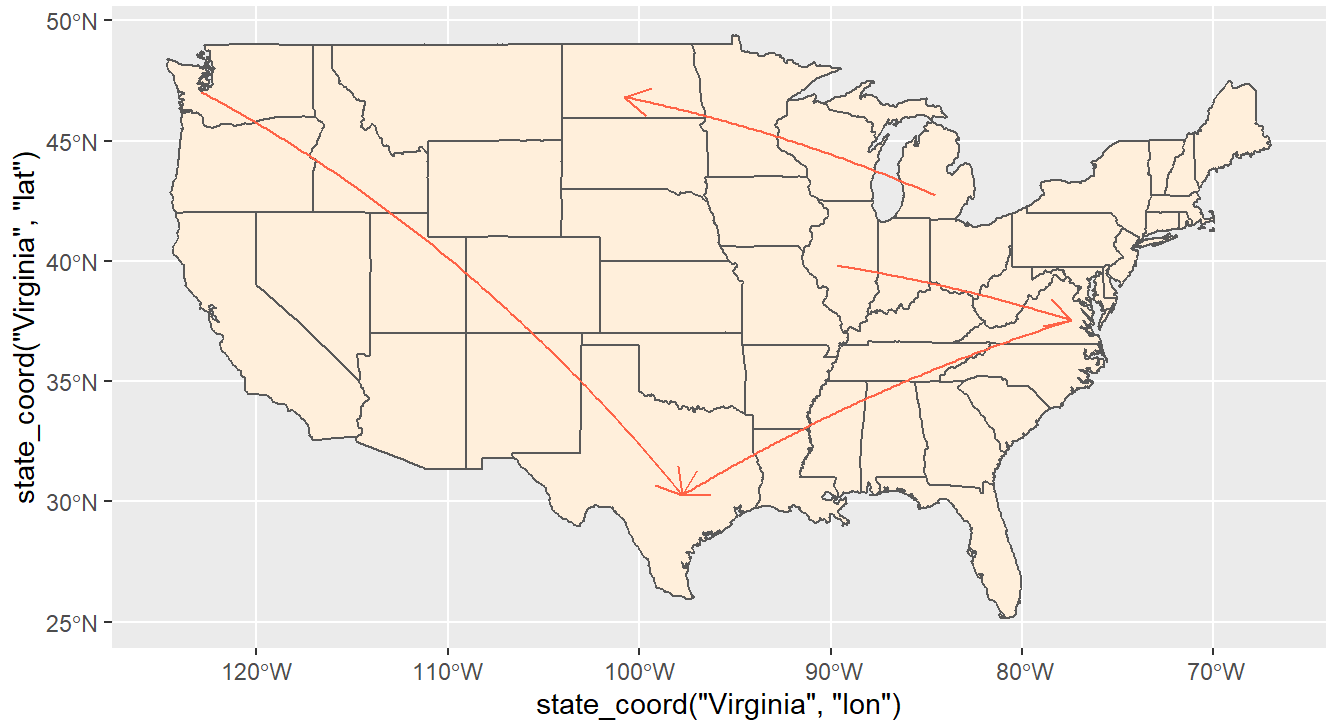 50°N
45°N
40°N
35°N
30°N
25°N
state_coord("Virginia", "lat")
120°W 110°W 100°W 90°W 80°W 70°W
state_coord("Virginia", "lon")